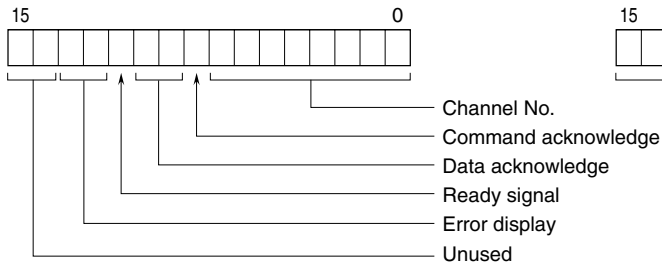 15 0 15
Channel No.
Command acknowledge
Data acknowledge
Ready signal
Error display
Unused